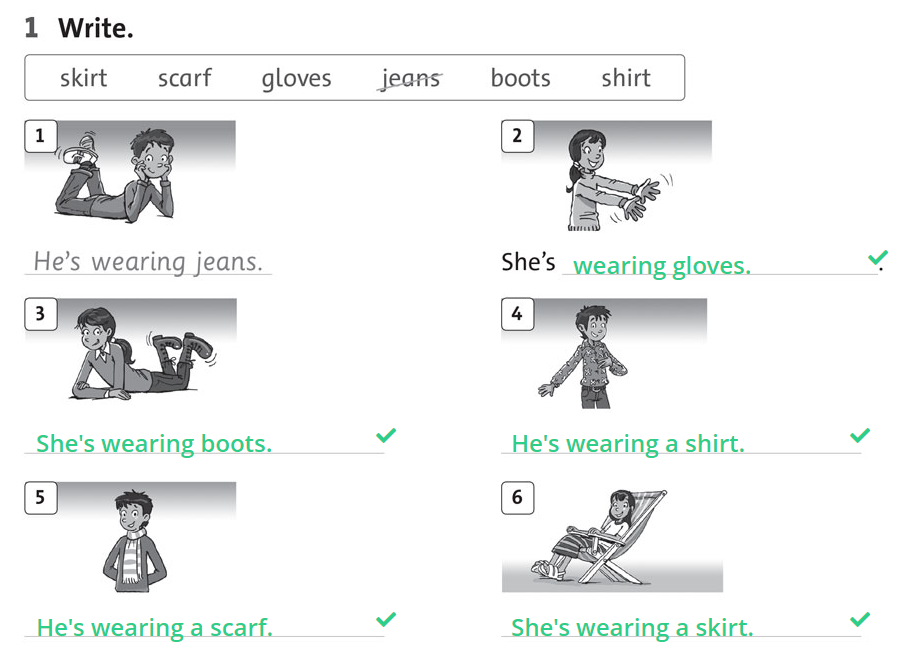 1 Write.
skirt scarf gloves jeans boots shirt
1
2
He's wearing jeans.
She's wearing gloves. .
3
4
She's wearing boots.
He's wearing a shirt.
5
6
He's wearing a scarf.
She's wearing a skirt.